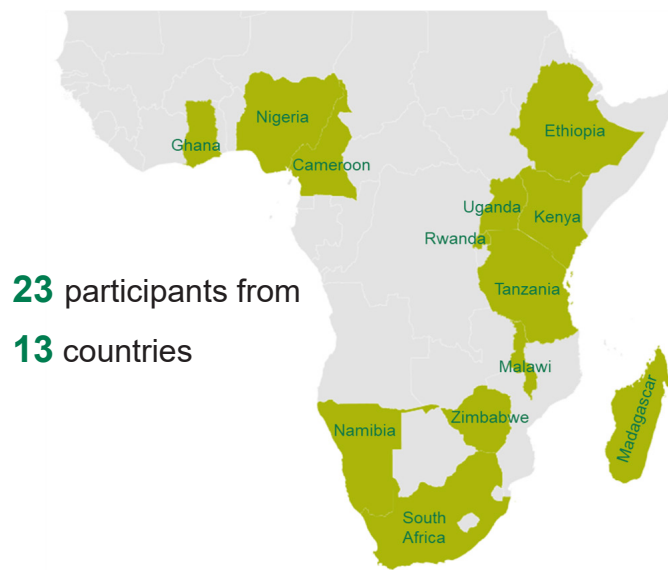 Nigeria
Ghana
Cameroon
Ethiopia
Uganda
Kenya
Rwanda
Tanzania
23 participants from
13 countries
Malawi
Zimbabwe
Namibia
Madagascar
South
Africa